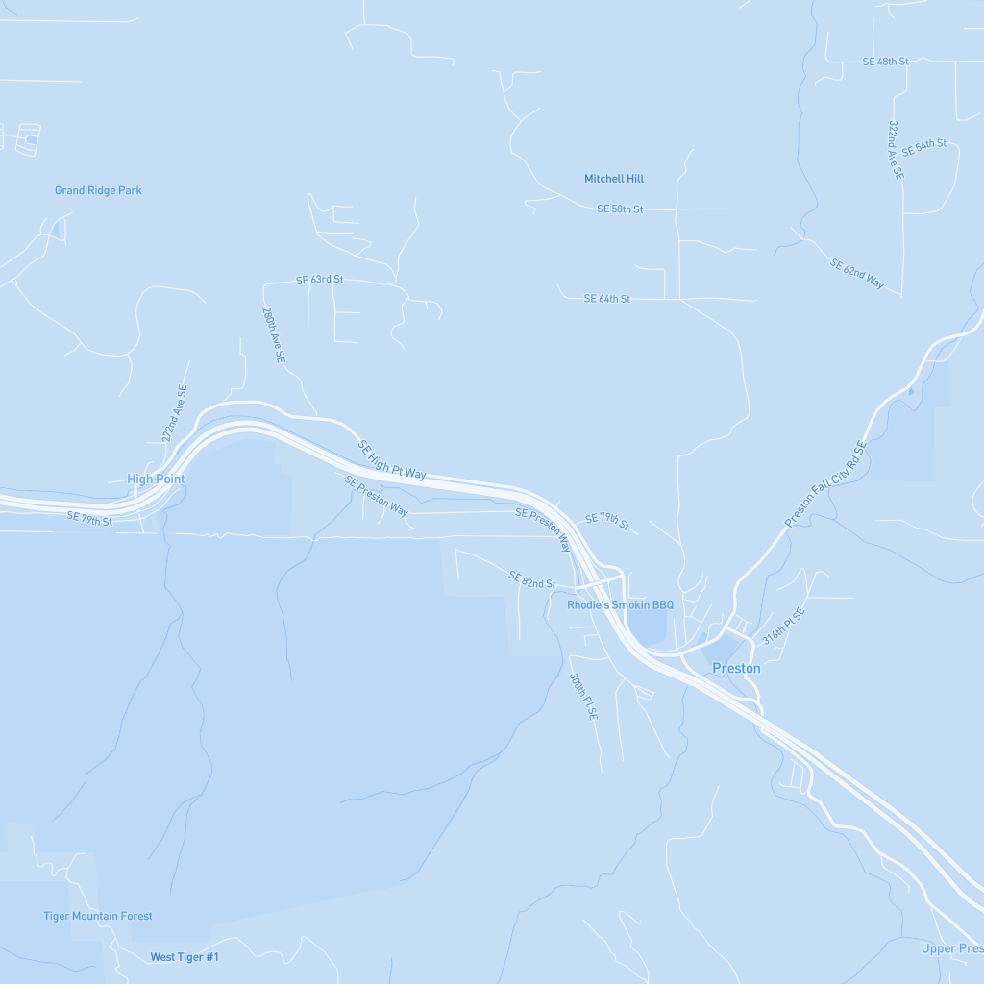 SE 48th St
322nd Ave SE
SE 54th St
Mitchell Hill
Grand Ridge Park
SE 58th St
SE 62nd Way
SE 63rd St
SE 64th St
280th Ave SE
272nd Ave SE
SE High Pt Way
Preston Fall City Rd SE
High Point
SE Preston Way
SE 79th St
SE Preston Way
SE 79th St
SE 82nd S
Rhodie's Smokin BBQ
316th Pl SE
Preston
300th Pl SE
Tiger Mountain Forest
West Tiger #1
Upper Pres